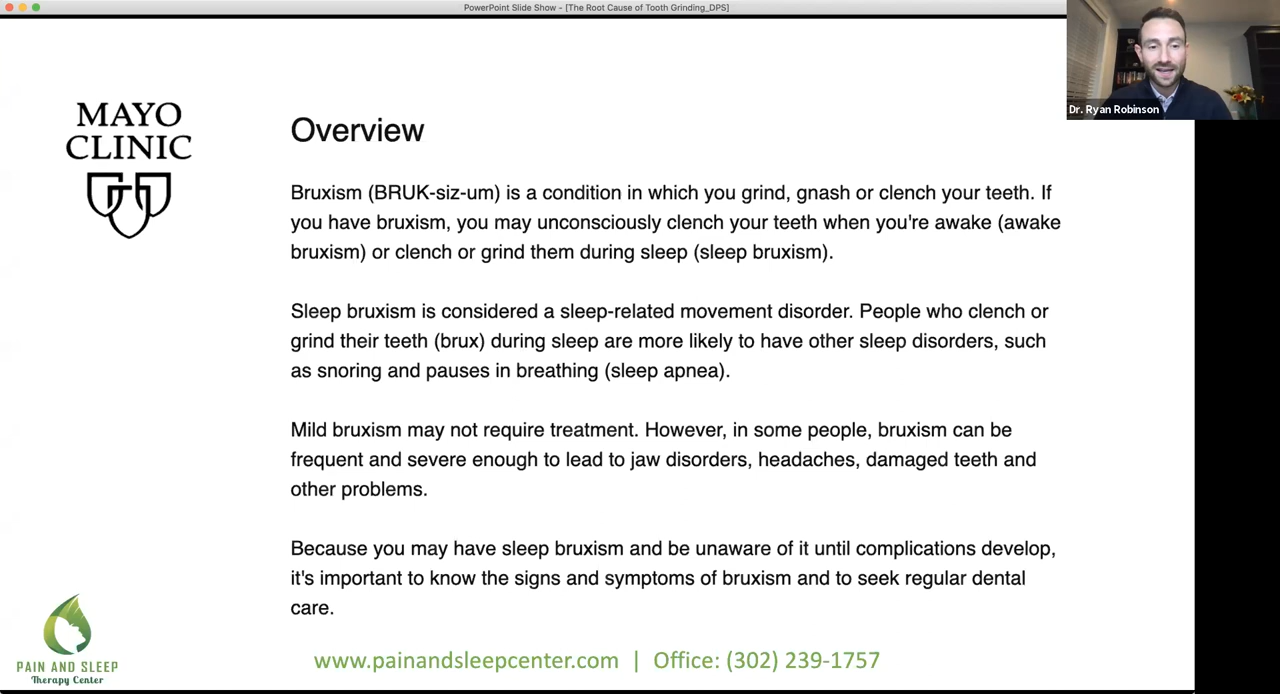 PowerPoint Slide Show - [The Root Cause of Tooth Grinding_DPS]
Dr. Ryan Robinson
MAYO
CLINIC
Overview
Bruxism (BRUK-siz-um) is a condition in which you grind, gnash or clench your teeth. If
you have bruxism, you may unconsciously clench your teeth when you're awake (awake
bruxism) or clench or grind them during sleep (sleep bruxism).
Sleep bruxism is considered a sleep-related movement disorder. People who clench or
grind their teeth (brux) during sleep are more likely to have other sleep disorders, such
as snoring and pauses in breathing (sleep apnea).
Mild bruxism may not require treatment. However, in some people, bruxism can be
frequent and severe enough to lead to jaw disorders, headaches, damaged teeth and
other problems.
Because you may have sleep bruxism and be unaware of it until complications develop,
it's important to know the signs and symptoms of bruxism and to seek regular dental
care.
PAIN AND SLEEP
Therapy Center
www.painandsleepcenter.com | Office: (302) 239-1757